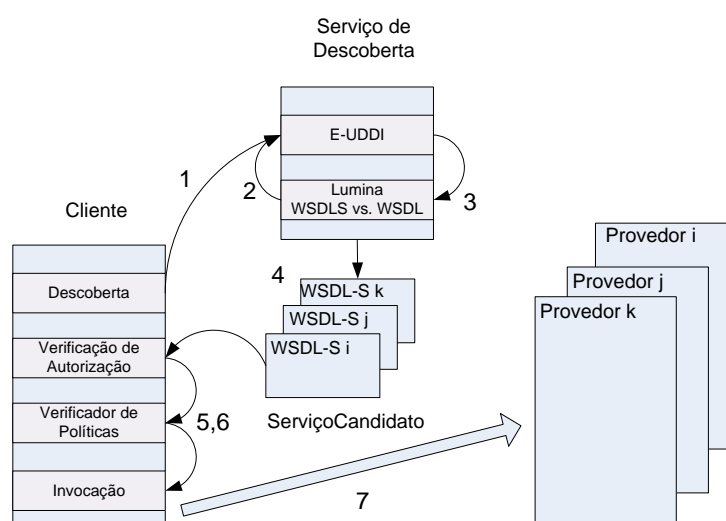 Serviço de
Descoberta
E-UDDI
1
2
Lumina
WSDLS vs. WSDL
3
Cliente
Provedor i
4
WSDL-S k
Provedor j
Descoberta
WSDL-S j
Provedor k
Verificação de
Autorização
WSDL-S i
Verificador de
Políticas
5,6
ServiçoCandidato
Invocação
7